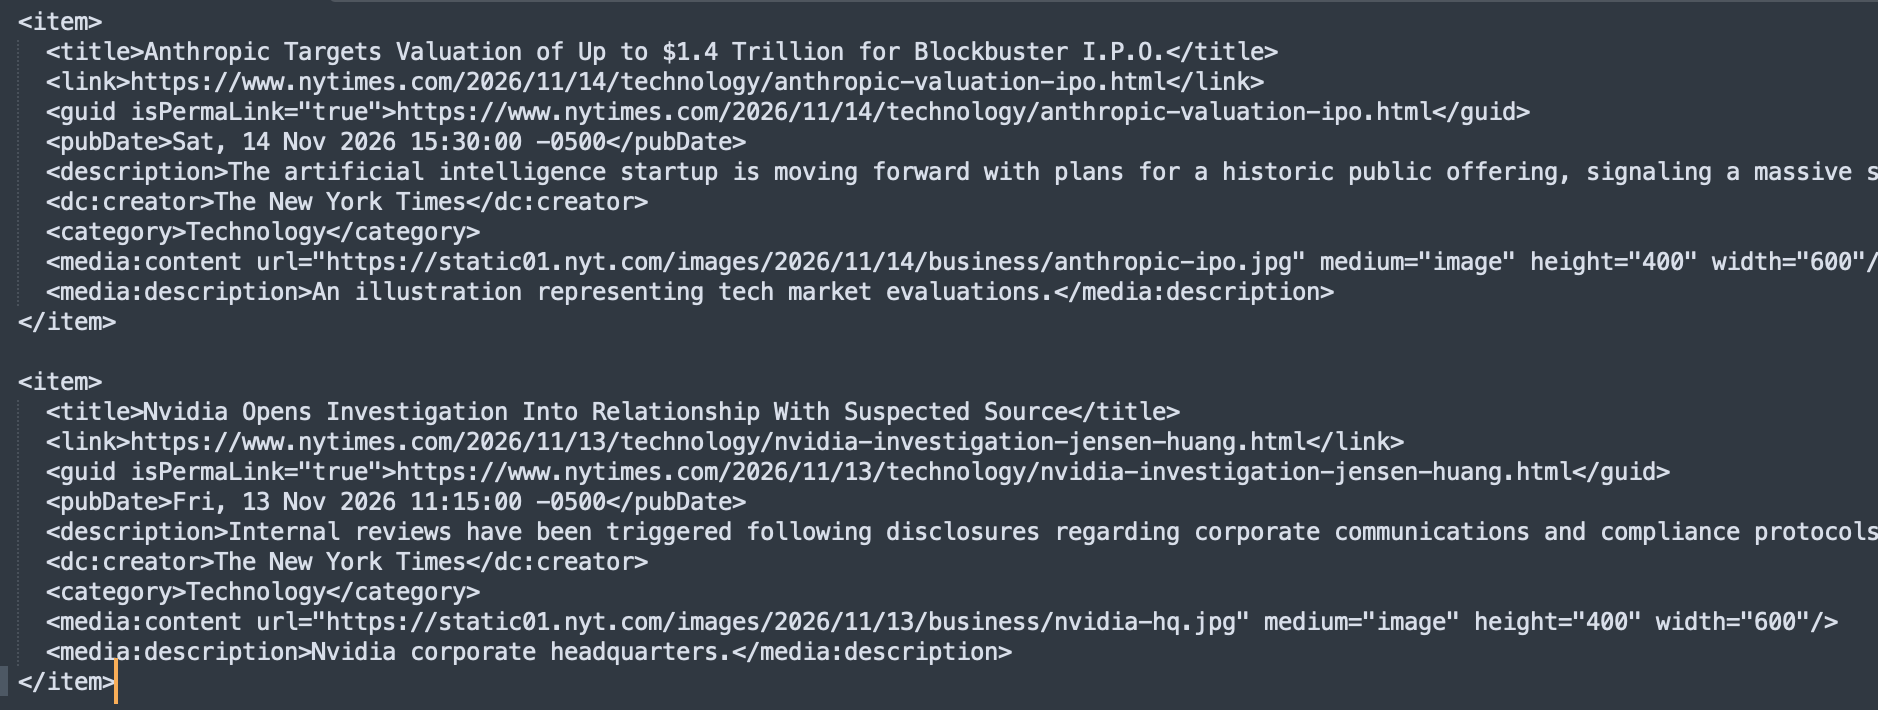 <item>
<title>Anthropic Targets Valuation of Up to $1.4 Trillion for Blockbuster I.P.O.</title>
<link>https://www.nytimes.com/2026/11/14/technology/anthropic-valuation-ipo.html</link>
<guid isPermaLink="true">https://www.nytimes.com/2026/11/14/technology/anthropic-valuation-ipo.html</guid>
<pubDate>Sat, 14 Nov 2026 15:30:00 -0500</pubDate>
<description>The artificial intelligence startup is moving forward with plans for a historic public offering, signaling a massive s
<dc:creator>The New York Times</dc:creator>
<category>Technology</category>
<media:content url="https://static01.nyt.com/images/2026/11/14/business/anthropic-ipo.jpg" medium="image" height="400" width="600"/
<media:description>An illustration representing tech market evaluations.</media:description>
</item>
<item>
<title>Nvidia Opens Investigation Into Relationship With Suspected Source</title>
<link>https://www.nytimes.com/2026/11/13/technology/nvidia-investigation-jensen-huang.html</link>
<guid isPermaLink="true">https://www.nytimes.com/2026/11/13/technology/nvidia-investigation-jensen-huang.html</guid>
<pubDate>Fri, 13 Nov 2026 11:15:00 -0500</pubDate>
<description>Internal reviews have been triggered following disclosures regarding corporate communications and compliance protocols
<dc:creator>The New York Times</dc:creator>
<category>Technology</category>
<media:content url="https://static01.nyt.com/images/2026/11/13/business/nvidia-hq.jpg" medium="image" height="400" width="600"/>
<media:description>Nvidia corporate headquarters.</media:description>
</item>